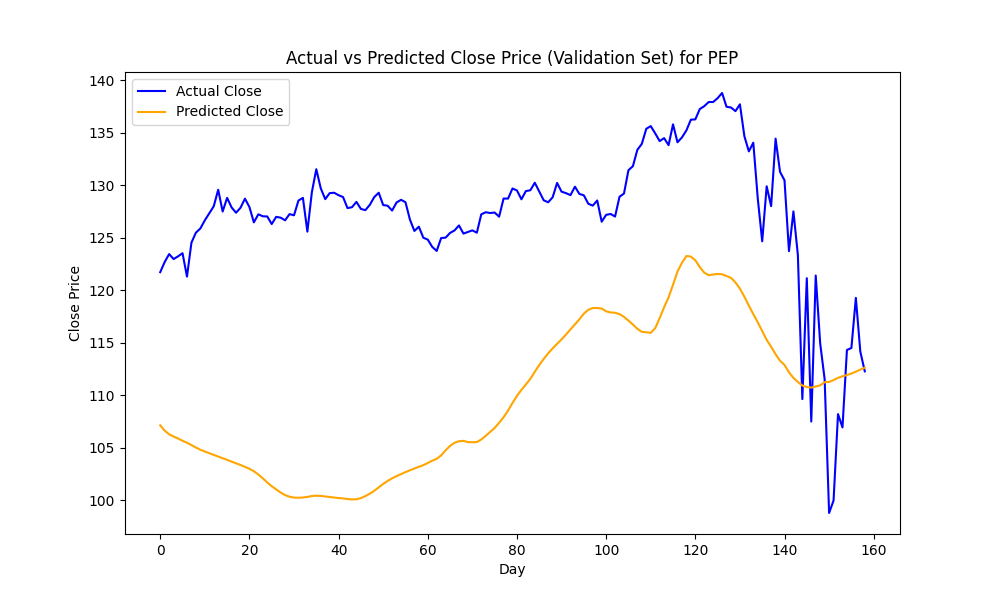 Actual vs Predicted Close Price (Validation Set) for PEP
Actual Close
Predicted Close
Close Price
140
135
130
125
120
115
110
105
100
0 20 40 60 80 100 120 140 160
Day